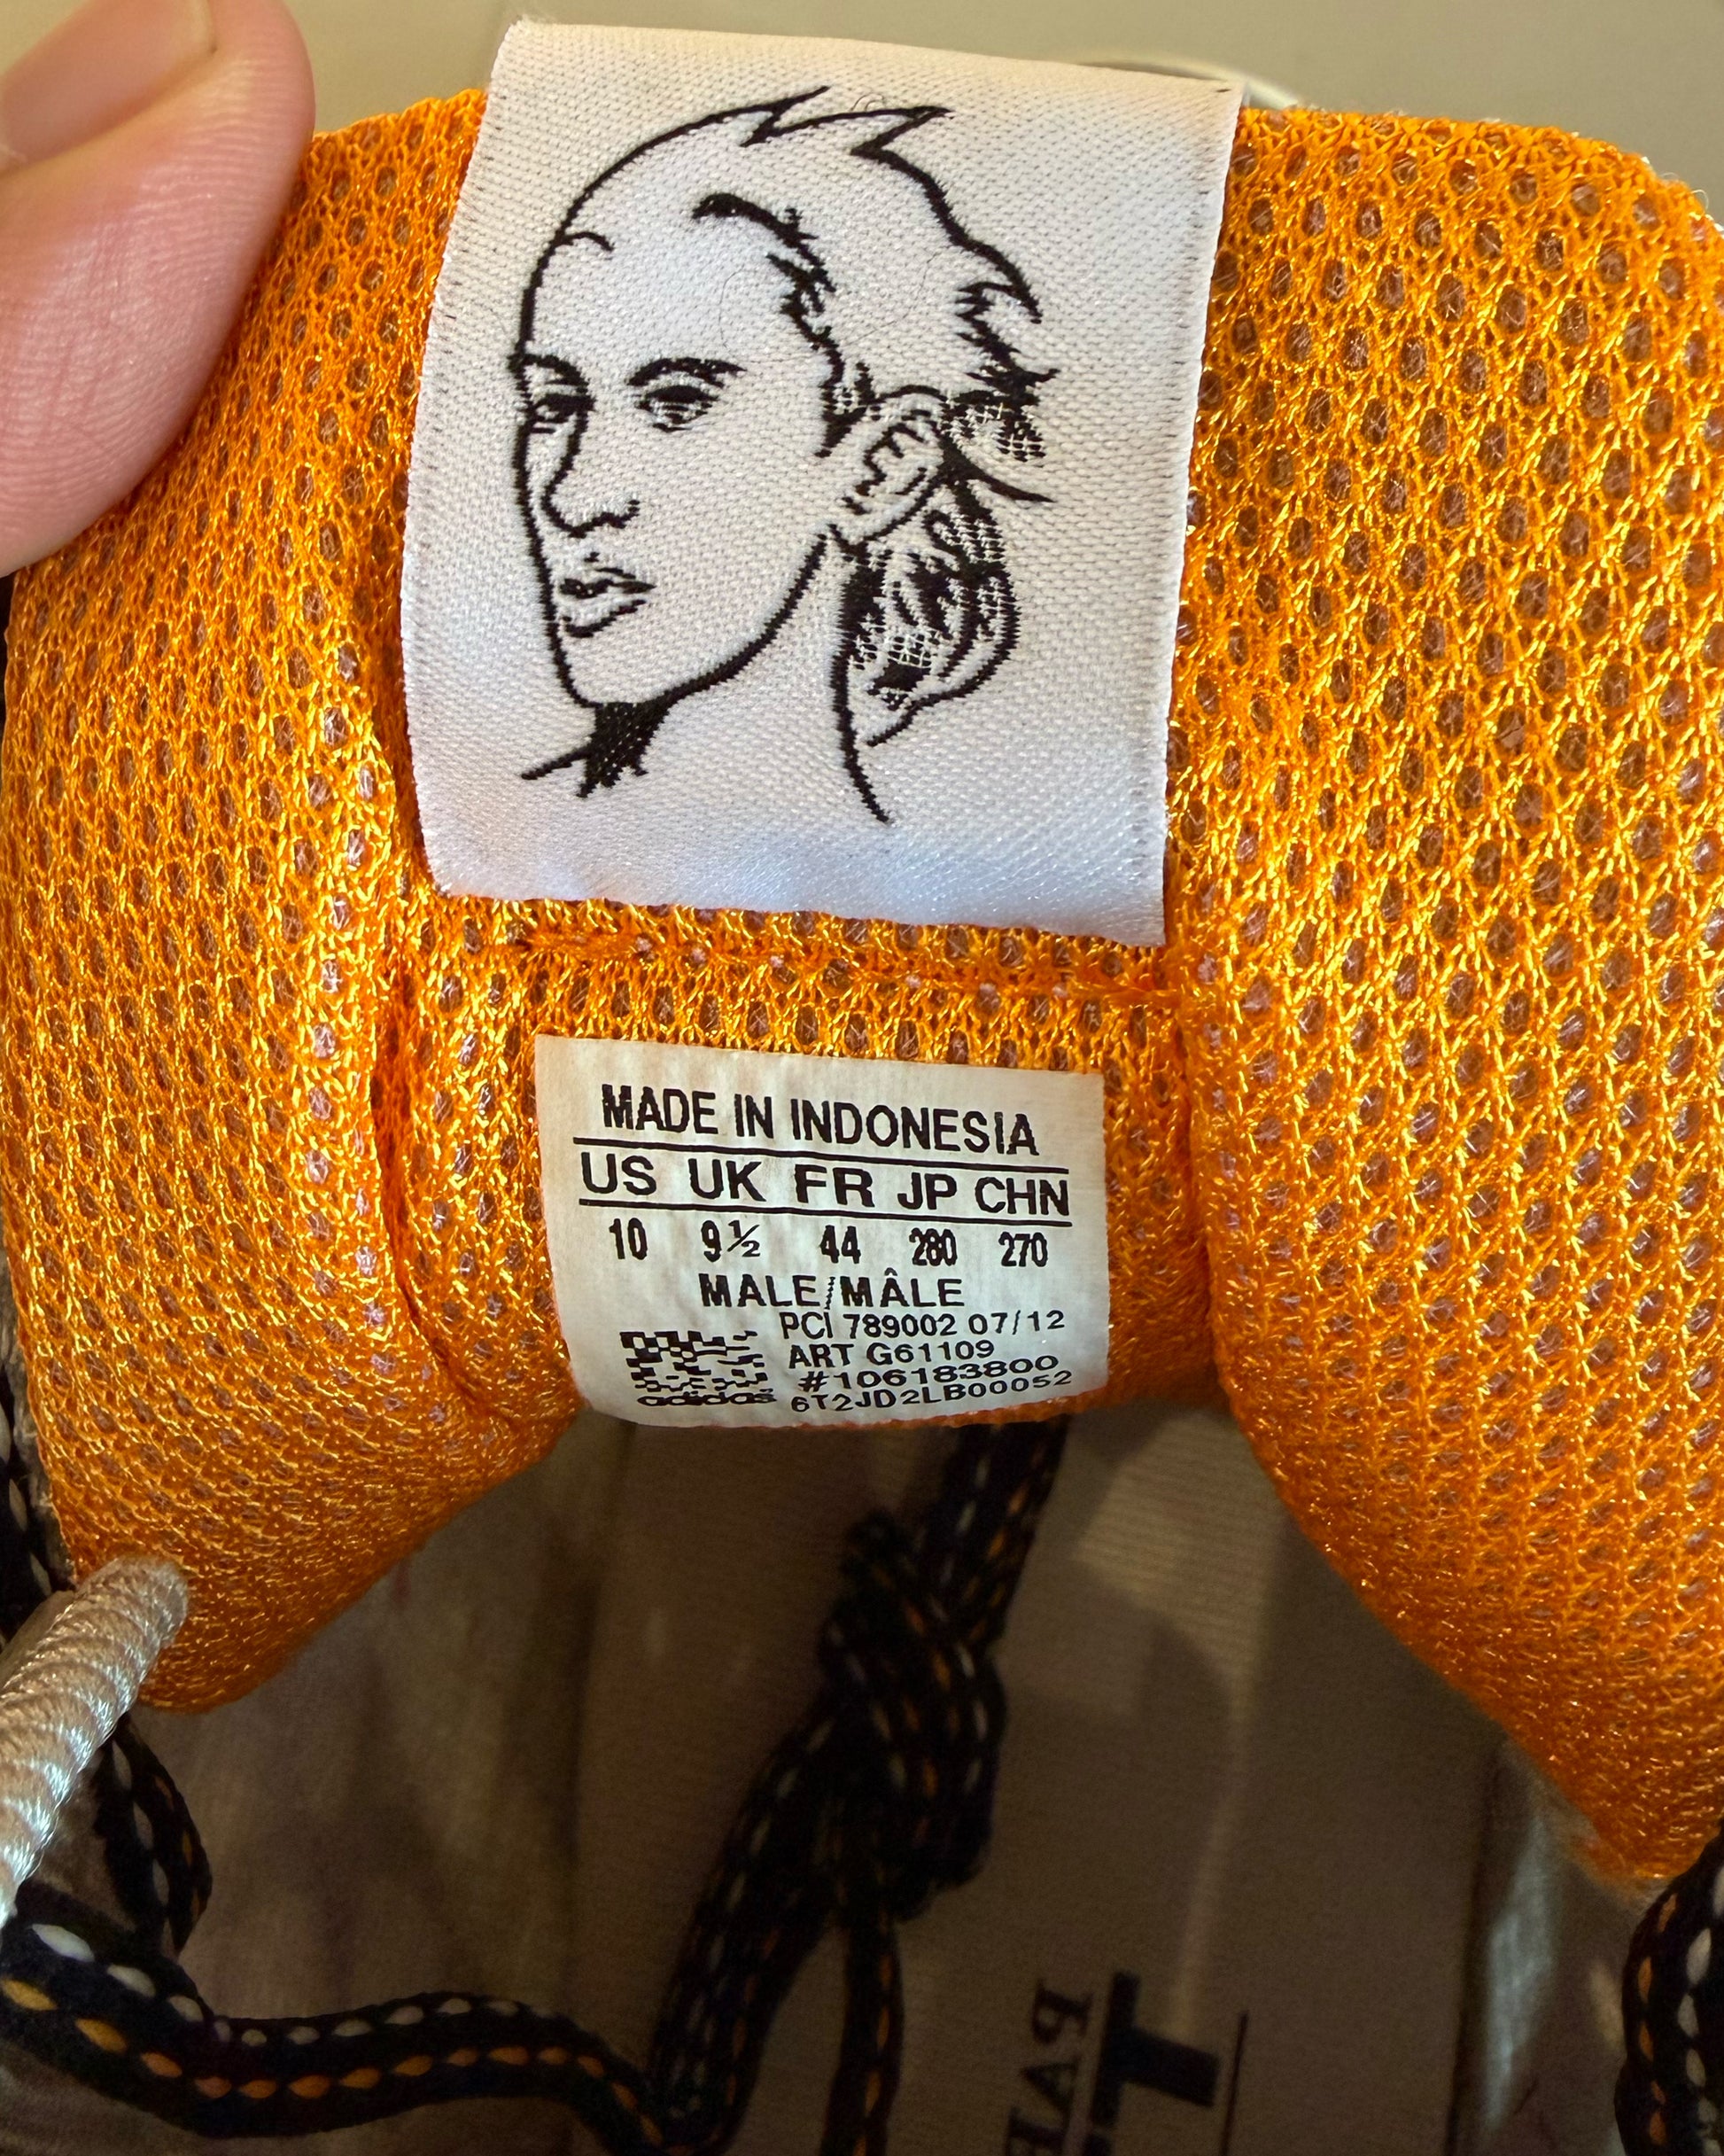 MADE IN INDONESIA
US UK FR JP CHN
10 9½ 44 280 270
MALE/MÂLE
PCI 789002 07/12
ART G61109
#106183800
adidas 6T2JD2LB00052